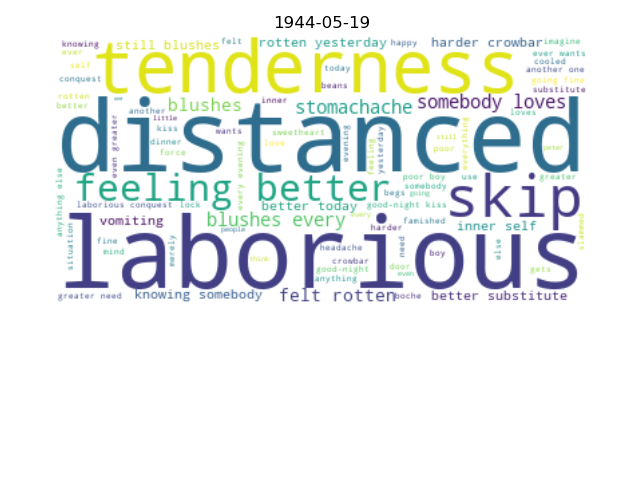 1944-05-19
knowing
still blushes
felt
rotten yesterday
happy
harder crowbar
imagine
ever
tenderness
ever wants
self
today
cooled
another one
conquest
beans
going fine
substitute
rotten
better
blushes
another
inner
stomachache
somebody loves
little
loves
distanced
kiss
wants
sweetheart
still
dinner
love
poor
force
even greater
every evening
evening
feeling
yesterday
everything
peter
anything else
feeling better
poor boy
use
greater
somebody
begs
going
skip
laborious conquest
lock
better today
good-night kiss
vomiting
blushes every
every
famished
inner self
people
harder
situation
fine
mind
merely
laborious
headache
crowbar
need
boy
else
slammed
think
good-night
door
even
gets
anything
greater need
knowing somebody
felt rotten
boche
better substitute